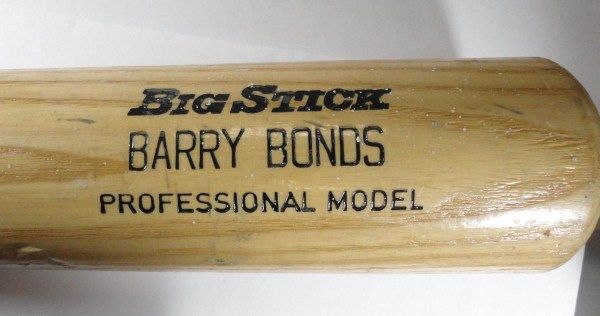 BIG STICK
BARRY BONDS
PROFESSIONAL MODEL